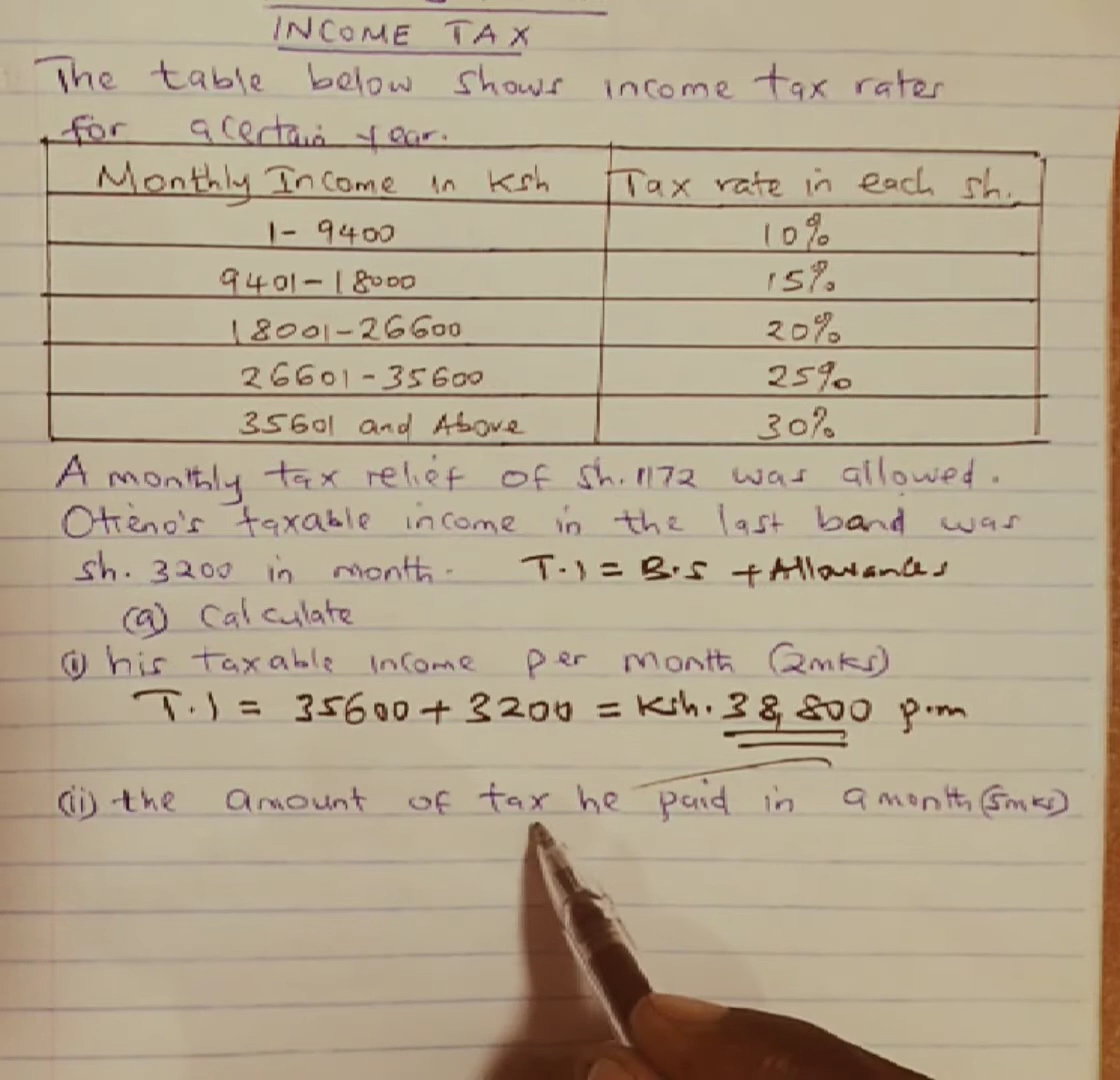 INCOME TAX
The table below shows income tax rates
for a certain year.
Monthly Income in Ksh Tax rate in each sh.
1 - 9400 10%
9401 - 18000 15%
18001 - 26600 20%
26601 - 35600 25%
35601 and Above 30%
A monthly tax relief of sh. 1172 was allowed.
Otieno's taxable income in the last band was
sh. 3200 in month. T.I = B.S + Allowances
(a) Calculate
(i) his taxable income per month (2mks)
T.I = 35600 + 3200 = Ksh. 38,800 p.m
(ii) the amount of tax he paid in a month (5mks)